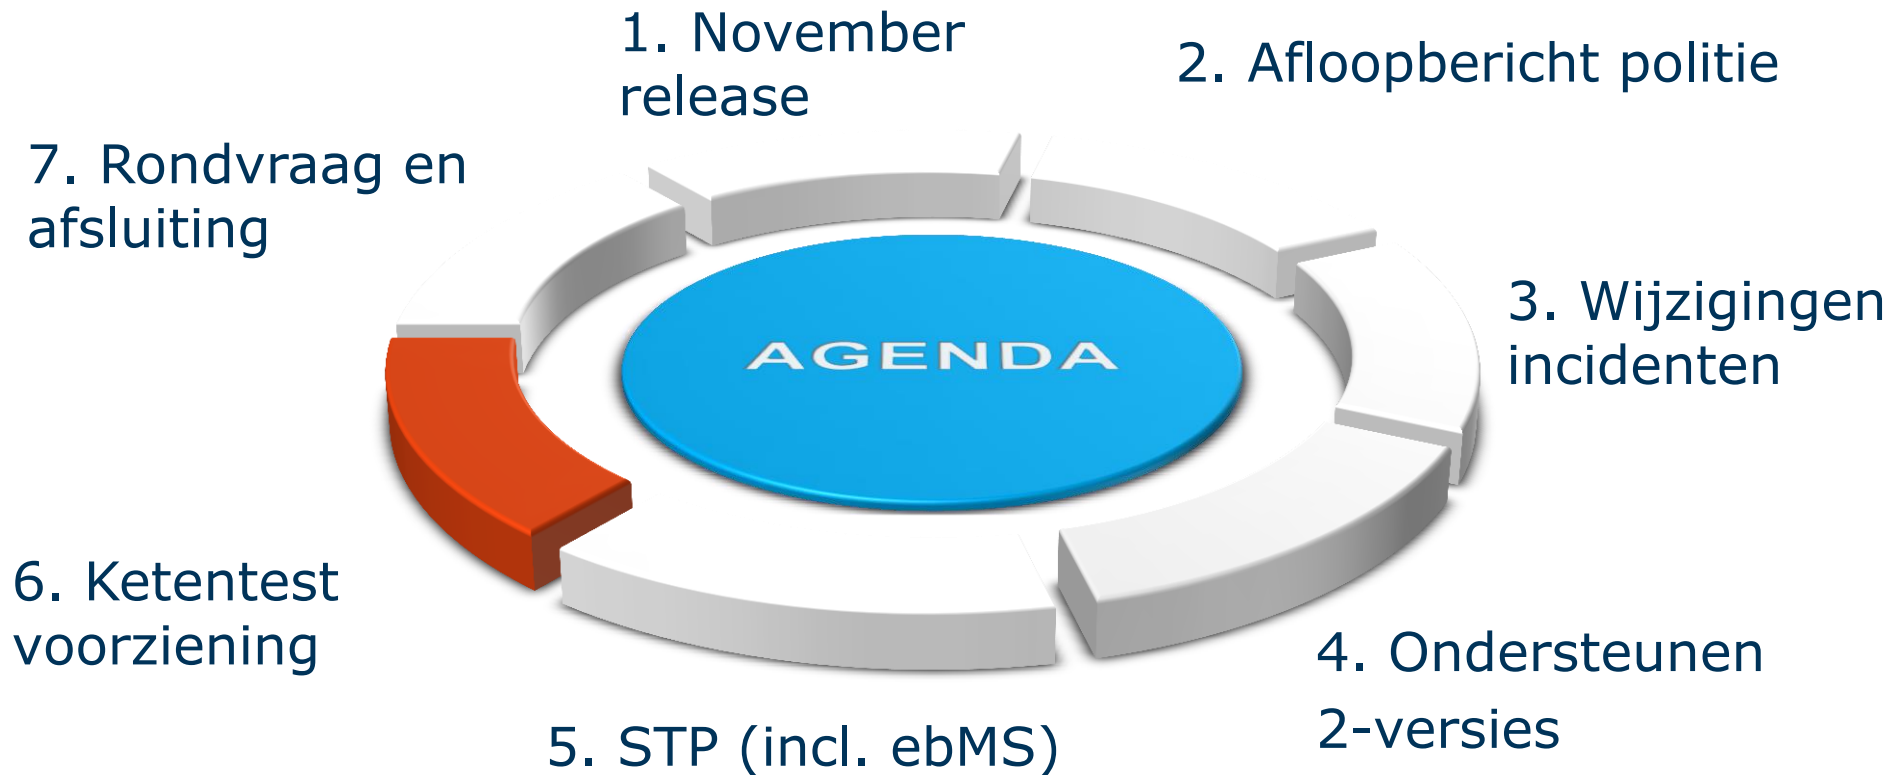 1. November
release
2. Afloopbericht politie
3. Wijzigingen
incidenten
4. Ondersteunen
2-versies
5. STP (incl. ebMS)
6. Ketentest
voorziening
7. Rondvraag en
afsluiting
AGENDA